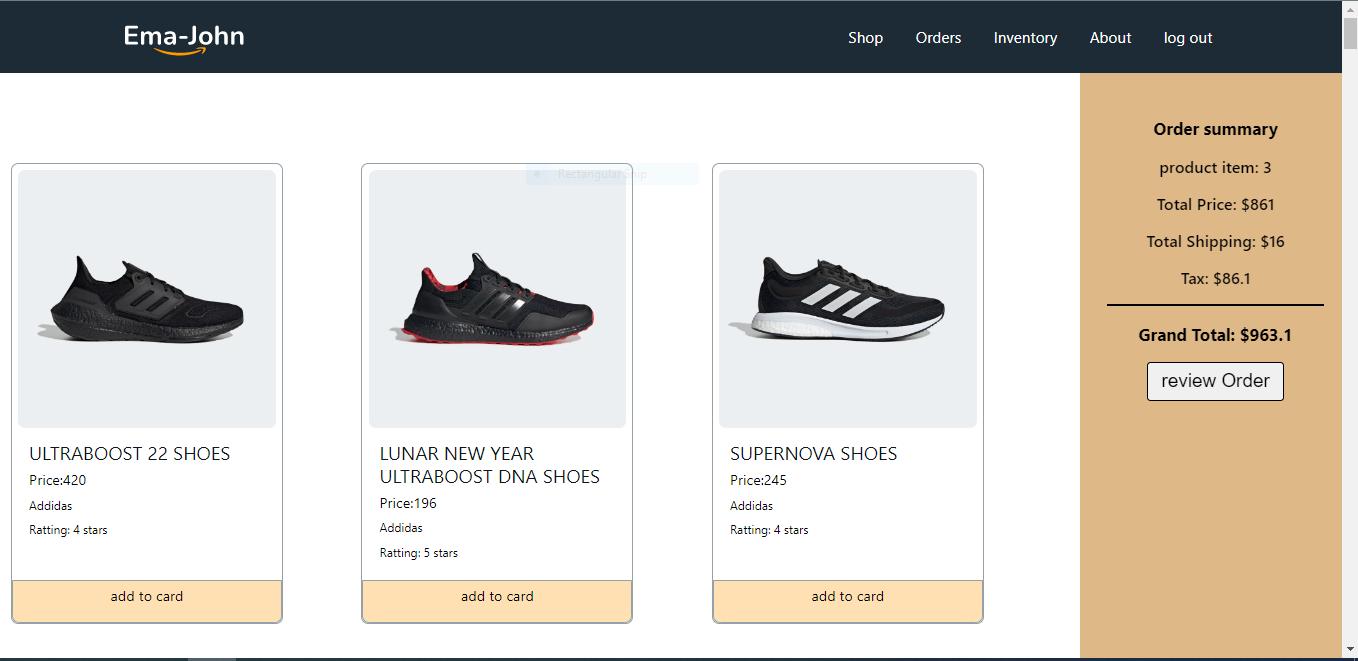 Ema-John
Shop
Orders
Inventory
About
log out
Rectangular Snip
ULTRABOOST 22 SHOES
Price:420
Addidas
Ratting: 4 stars
add to card
LUNAR NEW YEAR
ULTRABOOST DNA SHOES
Price:196
Addidas
Ratting: 5 stars
add to card
SUPERNOVA SHOES
Price:245
Addidas
Ratting: 4 stars
add to card
Order summary
product item: 3
Total Price: $861
Total Shipping: $16
Tax: $86.1
Grand Total: $963.1
review Order